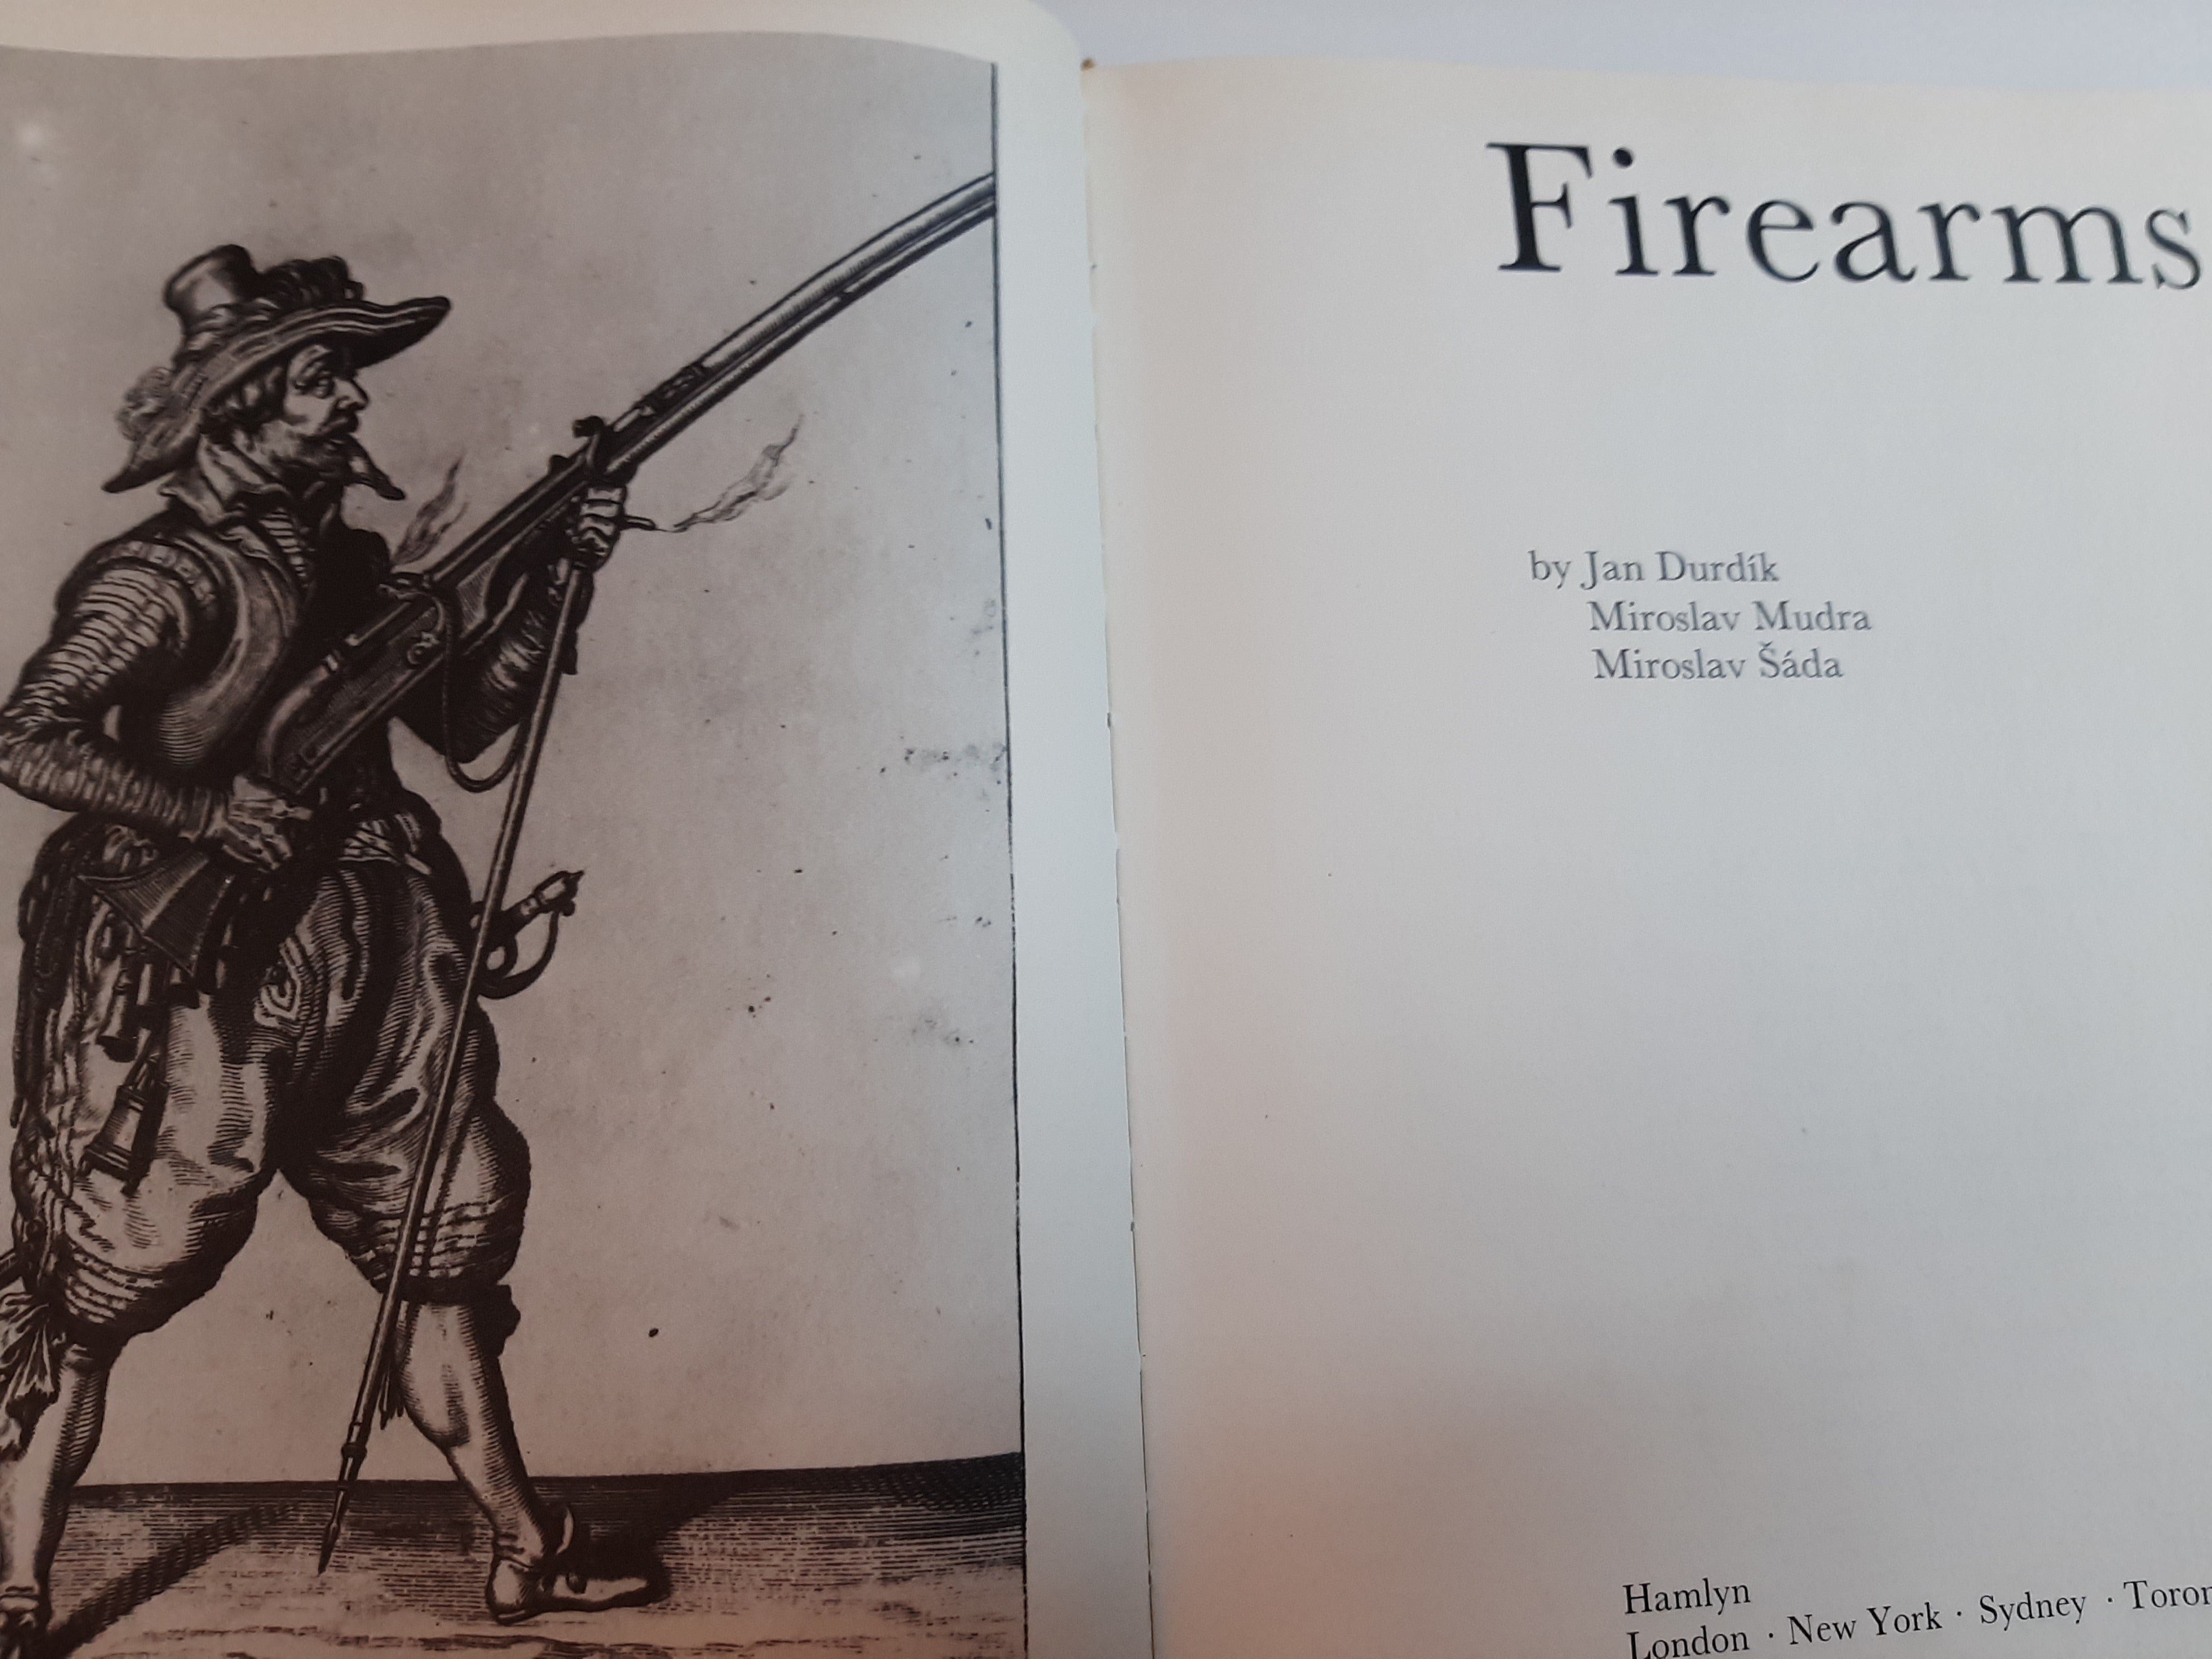 Firearms
by Jan Durdík
Miroslav Mudra
Miroslav Šáda
Hamlyn
London · New York · Sydney ·